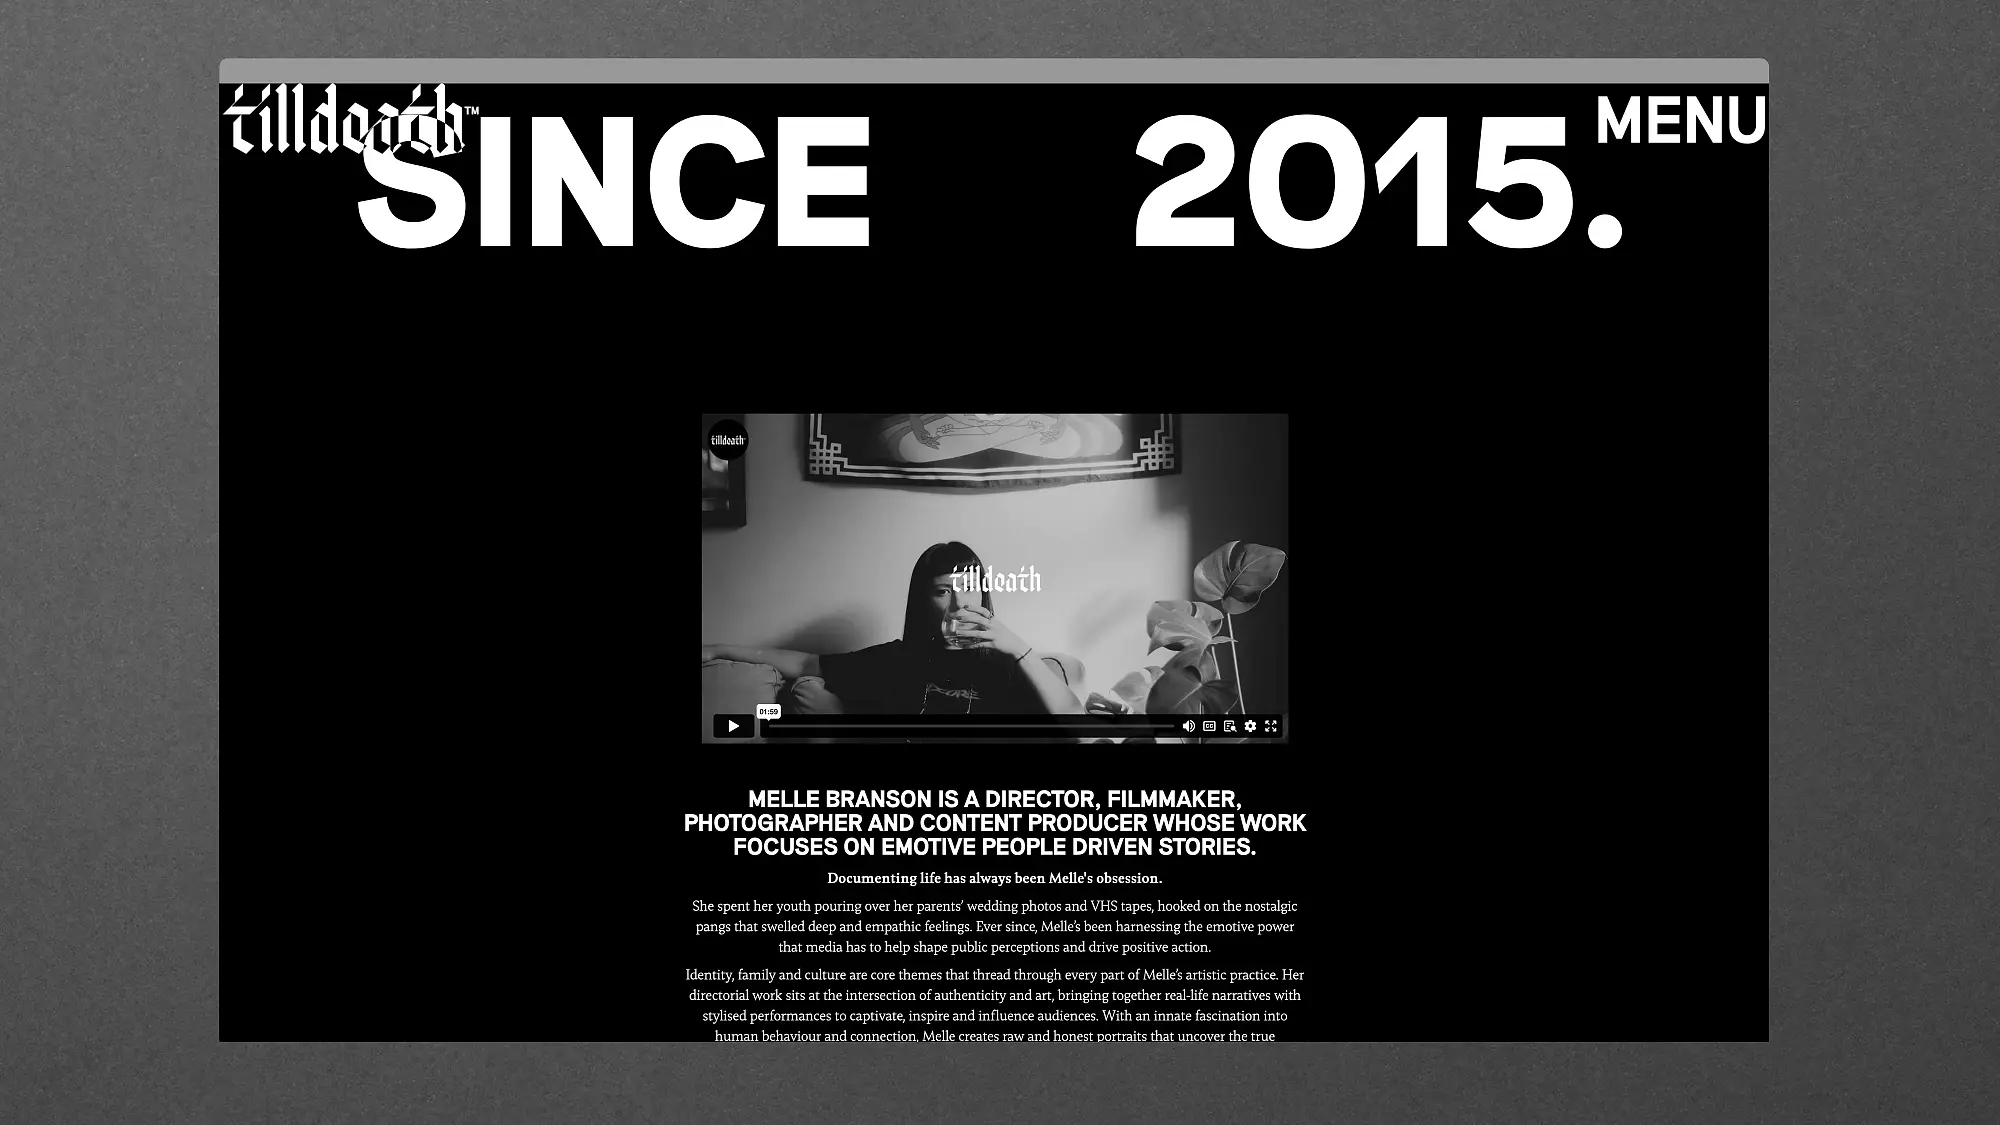 tilldeath™
MENU
SINCE 2015.
tilldeath
tilldeath
01:59
CC
MELLE BRANSON IS A DIRECTOR, FILMMAKER,
PHOTOGRAPHER AND CONTENT PRODUCER WHOSE WORK
FOCUSES ON EMOTIVE PEOPLE DRIVEN STORIES.
Documenting life has always been Melle's obsession.
She spent her youth pouring over her parents’ wedding photos and VHS tapes, hooked on the nostalgic
pangs that swelled deep and empathic feelings. Ever since, Melle’s been harnessing the emotive power
that media has to help shape public perceptions and drive positive action.
Identity, family and culture are core themes that thread through every part of Melle’s artistic practice. Her
directorial work sits at the intersection of authenticity and art, bringing together real-life narratives with
stylised performances to captivate, inspire and influence audiences. With an innate fascination into
human behaviour and connection, Melle creates raw and honest portraits that uncover the true